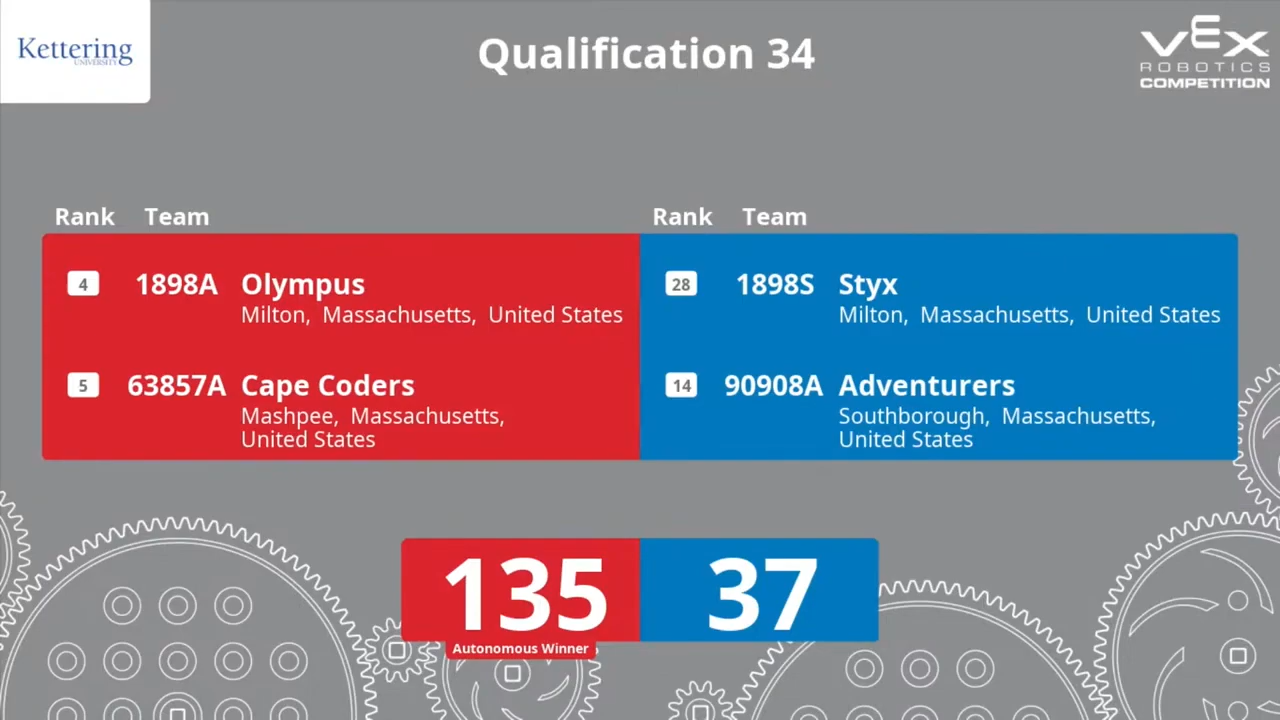 Kettering
UNIVERSITY
Qualification 34
VEX
ROBOTICS
COMPETITION
Rank Team
4 1898A Olympus
Milton, Massachusetts, United States
5 63857A Cape Coders
Mashpee, Massachusetts,
United States
Rank Team
28 1898S Styx
Milton, Massachusetts, United States
14 90908A Adventurers
Southborough, Massachusetts,
United States
135 37
Autonomous Winner